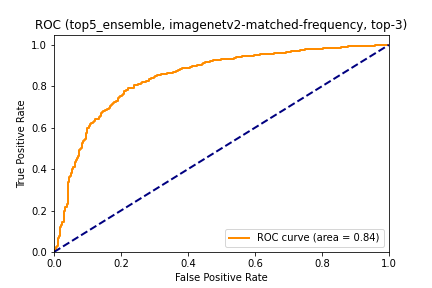 ROC (top5_ensemble, imagenetv2-matched-frequency, top-3)
1.0
0.8
0.6
0.4
0.2
0.0
True Positive Rate
ROC curve (area = 0.84)
0.0 0.2 0.4 0.6 0.8 1.0
False Positive Rate